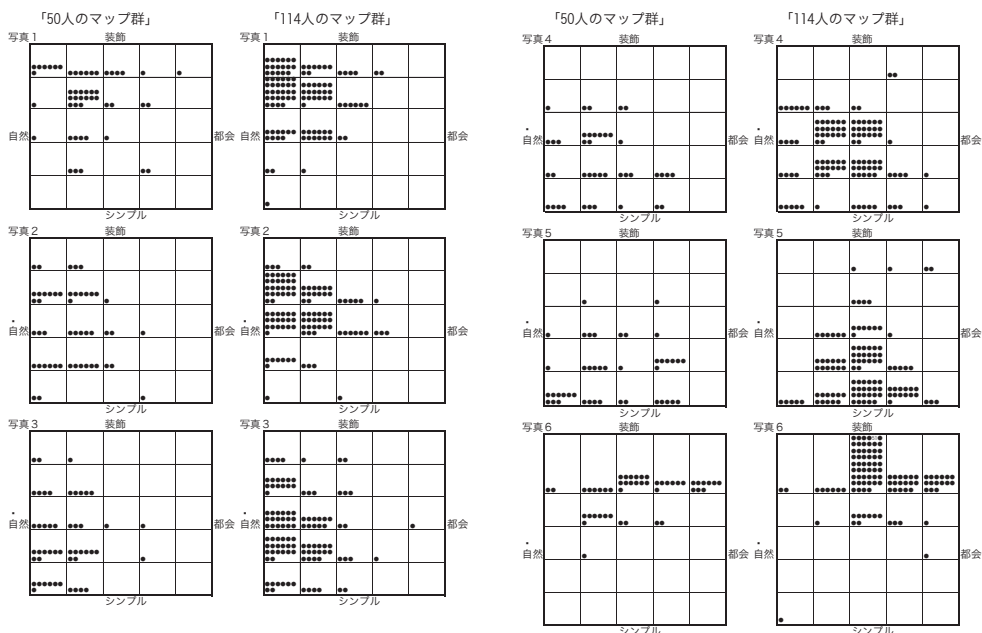 「50人のマップ群」
「114人のマップ群」
写真1
装飾
写真1
装飾
自然
都会
自然
都会
シンプル
シンプル
写真2
装飾
写真2
装飾
自然
都会
自然
都会
シンプル
シンプル
写真3
装飾
写真3
装飾
自然
都会
自然
都会
シンプル
シンプル
「50人のマップ群」
「114人のマップ群」
写真4
装飾
写真4
装飾
自然
都会
自然
都会
シンプル
シンプル
写真5
装飾
写真5
装飾
自然
都会
自然
都会
シンプル
シンプル
写真6
装飾
写真6
装飾
自然
都会
自然
都会
シンプル
シンプル